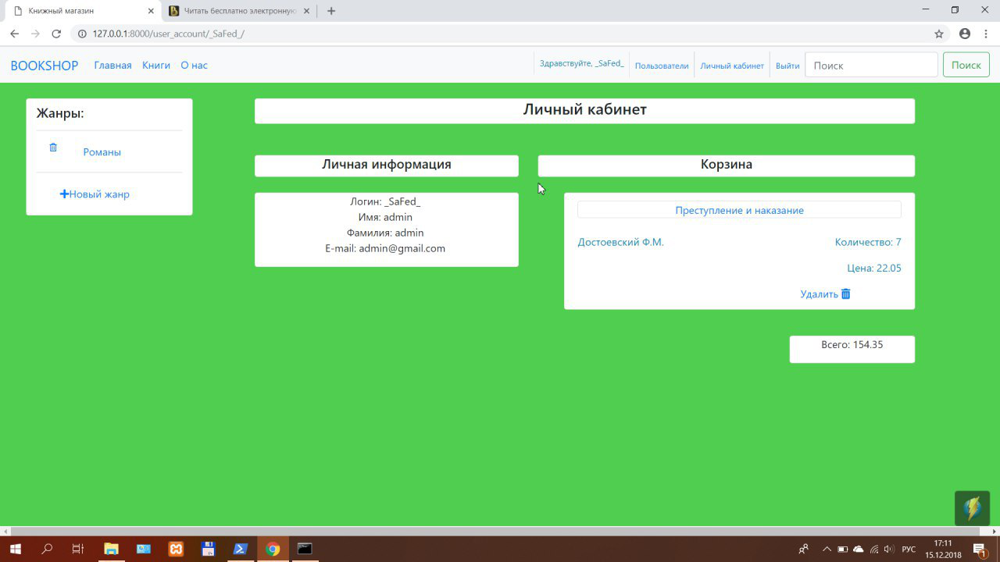 Книжный магазин
Читать бесплатно электронную
127.0.0.1:8000/user_account/_SaFed_/
BOOKSHOP Главная Книги О нас Здравствуйте, _SaFed_ Пользователи Личный кабинет Выйти Поиск Поиск
Жанры:
Романы
Новый жанр
Личный кабинет
Личная информация
Логин: _SaFed_
Имя: admin
Фамилия: admin
E-mail: admin@gmail.com
Корзина
Преступление и наказание
Достоевский Ф.М. Количество: 7
Цена: 22.05
Удалить
Всего: 154.35
РУС
17:11
15.12.2018
1